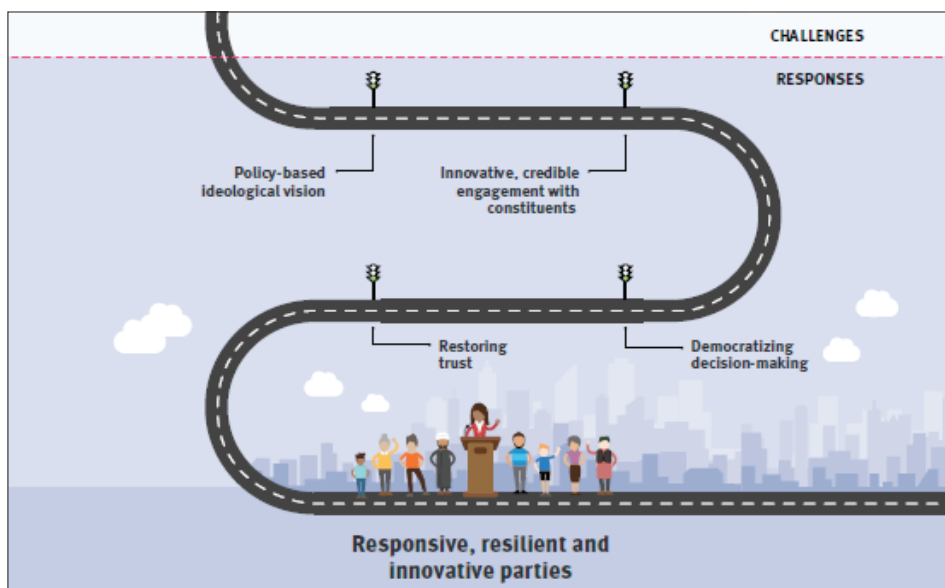 CHALLENGES
RESPONSES
Policy-based
ideological vision
Innovative, credible
engagement with
constituents
Restoring
trust
Democratizing
decision-making
Responsive, resilient and
innovative parties